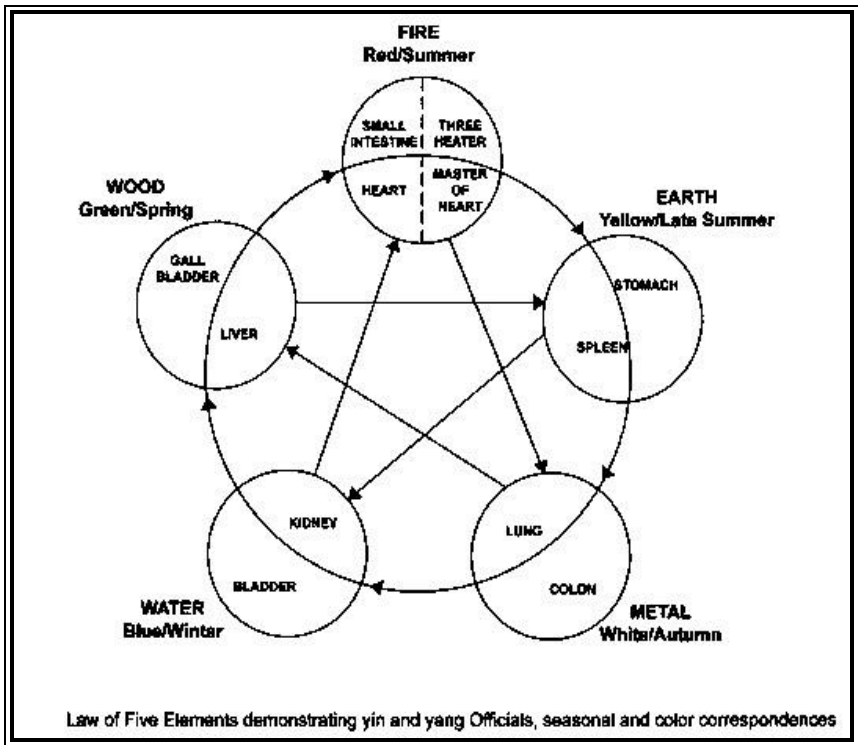 FIRE
Red/Summer
SMALL
INTESTINE
THREE
HEATER
HEART
MASTER
OF
HEART
WOOD
Green/Spring
GALL
BLADDER
LIVER
EARTH
Yellow/Late Summer
STOMACH
SPLEEN
KIDNEY
BLADDER
WATER
Blue/Winter
LUNG
COLON
METAL
White/Autumn
Law of Five Elements demonstrating yin and yang Officials, seasonal and color correspondences